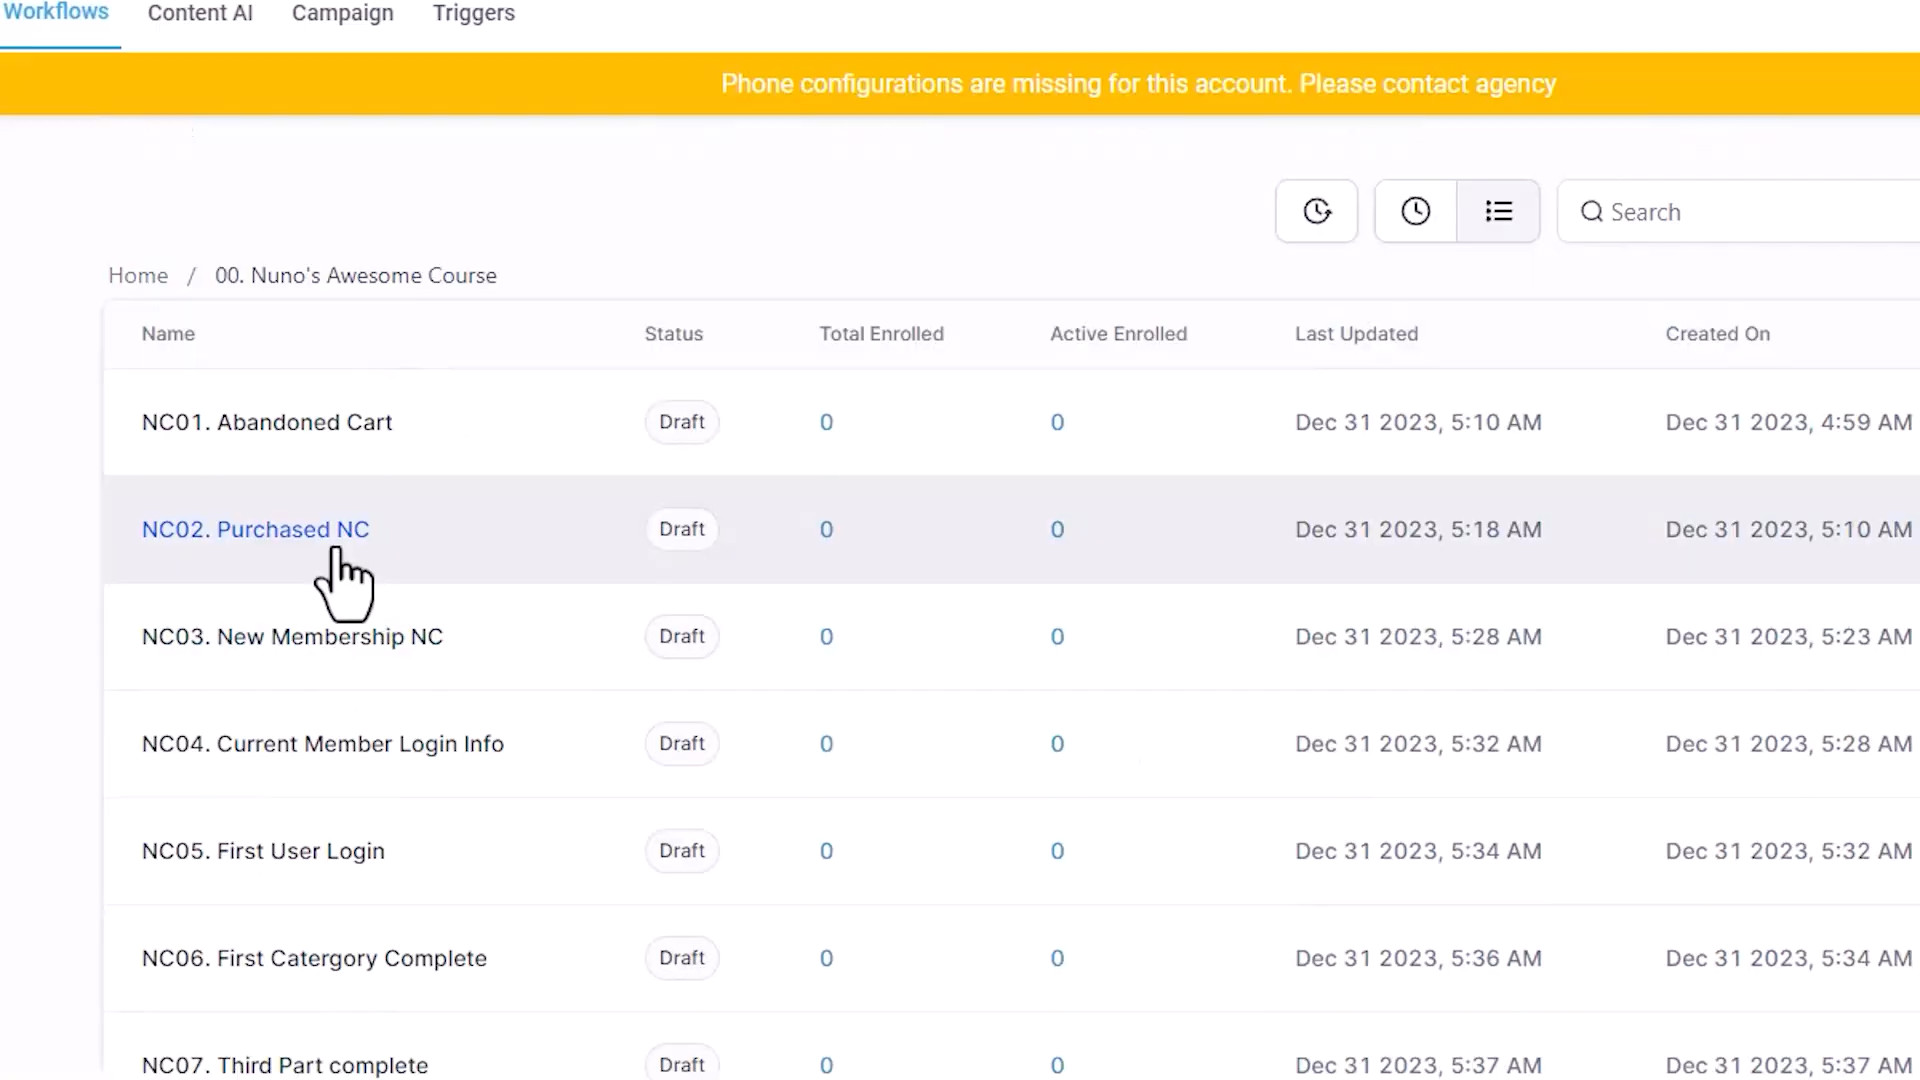 Workflows Content AI Campaign Triggers
Phone configurations are missing for this account. Please contact agency
Search
Home / 00. Nuno's Awesome Course
Name Status Total Enrolled Active Enrolled Last Updated Created On
NC01. Abandoned Cart Draft 0 0 Dec 31 2023, 5:10 AM Dec 31 2023, 4:59 AM
NC02. Purchased NC Draft 0 0 Dec 31 2023, 5:18 AM Dec 31 2023, 5:10 AM
NC03. New Membership NC Draft 0 0 Dec 31 2023, 5:28 AM Dec 31 2023, 5:23 AM
NC04. Current Member Login Info Draft 0 0 Dec 31 2023, 5:32 AM Dec 31 2023, 5:28 AM
NC05. First User Login Draft 0 0 Dec 31 2023, 5:34 AM Dec 31 2023, 5:32 AM
NC06. First Catergory Complete Draft 0 0 Dec 31 2023, 5:36 AM Dec 31 2023, 5:34 AM
NC07. Third Part complete Draft 0 0 Dec 31 2023, 5:37 AM Dec 31 2023, 5:37 AM